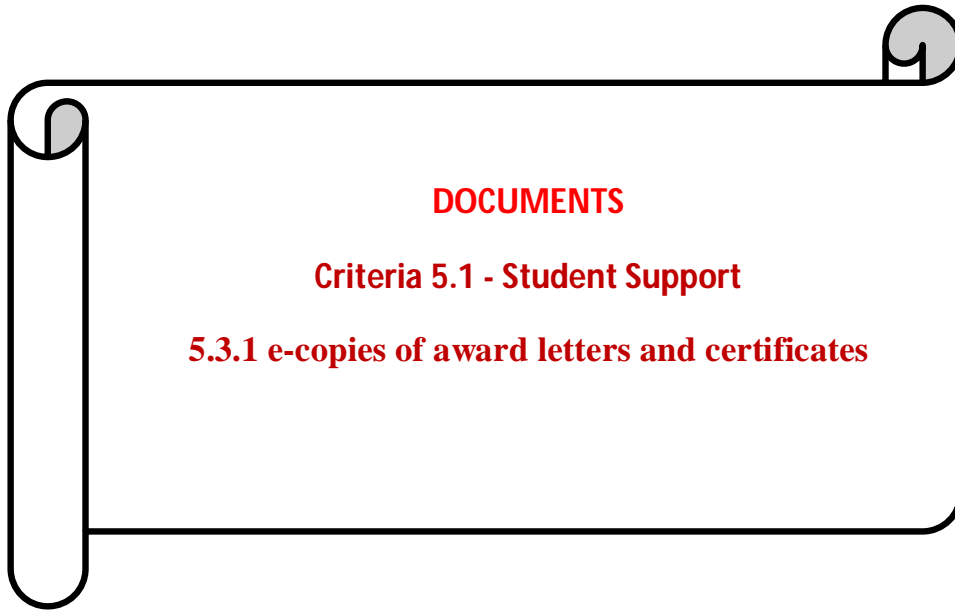 DOCUMENTS
Criteria 5.1 - Student Support
5.3.1 e-copies of award letters and certificates